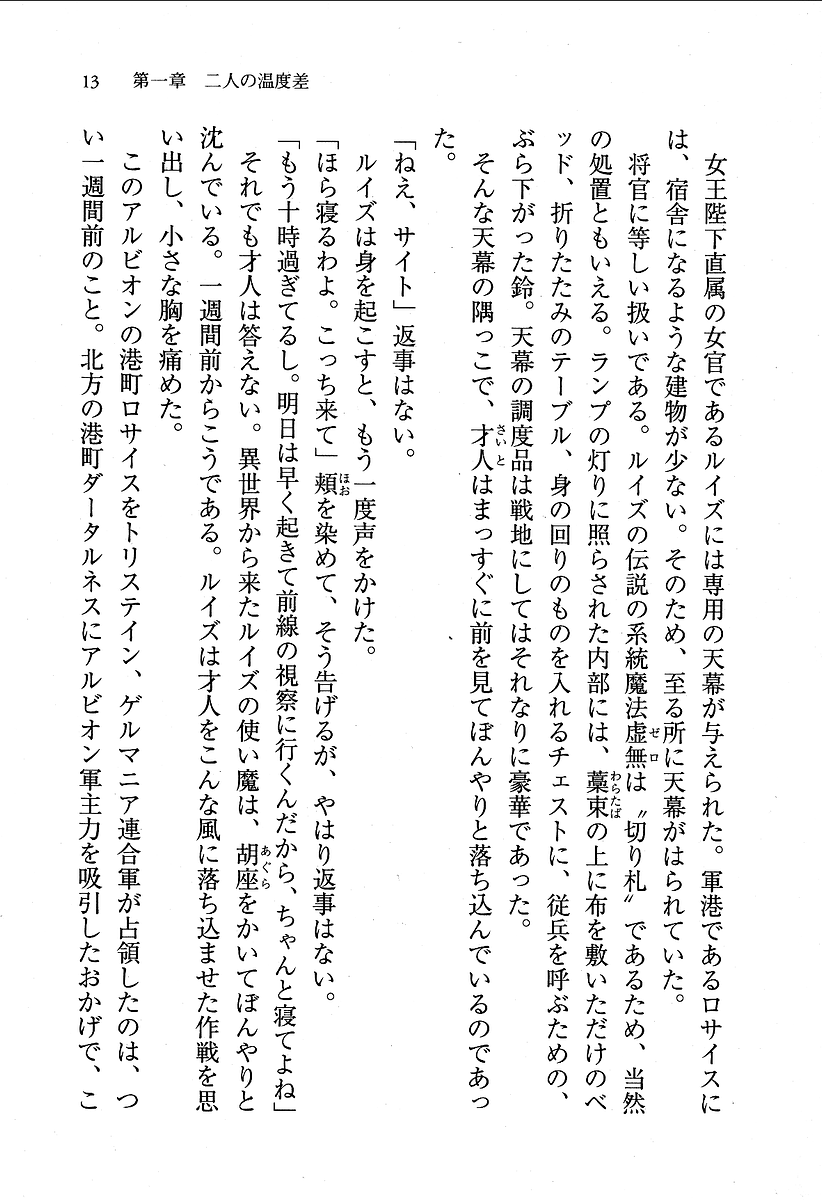 13　第一章　二人の温度差
　女王陛下直属の女官であるルイズには専用の天幕が与えられた。軍港であるロサイスに
は、宿舎になるような建物が少ない。そのため、至る所に天幕がはられていた。
　将官に等しい扱いである。ルイズの伝説の系統魔法虚無は〝切り札〟であるため、当然
の処置ともいえる。ランプの灯りに照らされた内部には、藁束の上に布を敷いただけのベ
ッド、折りたたみのテーブル、身の回りのものを入れるチェストに、従兵を呼ぶための、
ぶら下がった鈴。天幕の調度品は戦地にしてはそれなりに豪華であった。
　そんな天幕の隅っこで、才人はまっすぐに前を見てぼんやりと落ち込んでいるのであっ
た。
「ねえ、サイト」返事はない。
　ルイズは身を起こすと、もう一度声をかけた。
「ほら寝るわよ。こっち来て」頬を染めて、そう告げるが、やはり返事はない。
「もう十時過ぎてるし。明日は早く起きて前線の視察に行くんだから、ちゃんと寝てよね」
　それでも才人は答えない。異世界から来たルイズの使い魔は、胡座をかいてぼんやりと
沈んでいる。一週間前からこうである。ルイズは才人をこんな風に落ち込ませた作戦を思
い出し、小さな胸を痛めた。
　このアルビオンの港町ロサイスをトリステイン、ゲルマニア連合軍が占領したのは、つ
い一週間前のこと。北方の港町ダータルネスにアルビオン軍主力を吸引したおかげで、こ